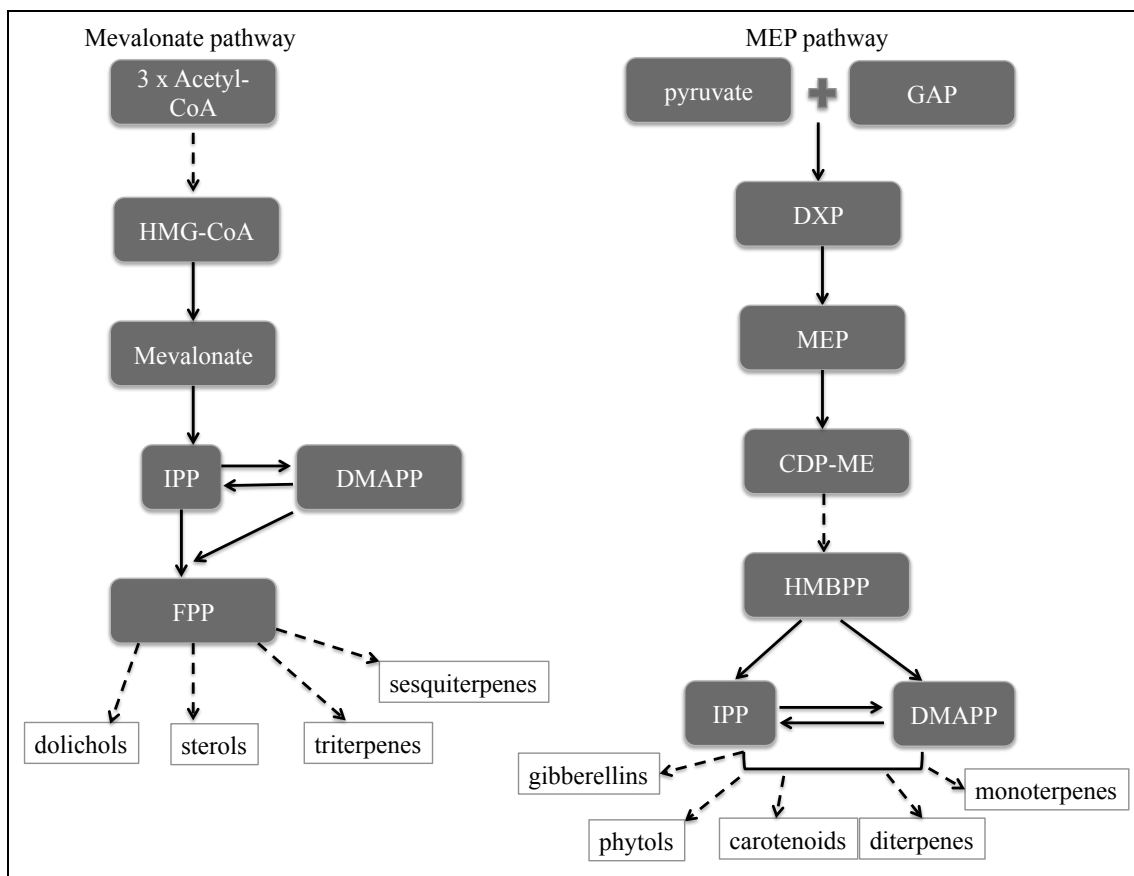 Mevalonate pathway
3 x Acetyl-
CoA
HMG-CoA
Mevalonate
IPP
DMAPP
FPP
sesquiterpenes
dolichols
sterols
triterpenes
MEP pathway
pyruvate
GAP
DXP
MEP
CDP-ME
HMBPP
IPP
DMAPP
gibberellins
monoterpenes
phytols
carotenoids
diterpenes